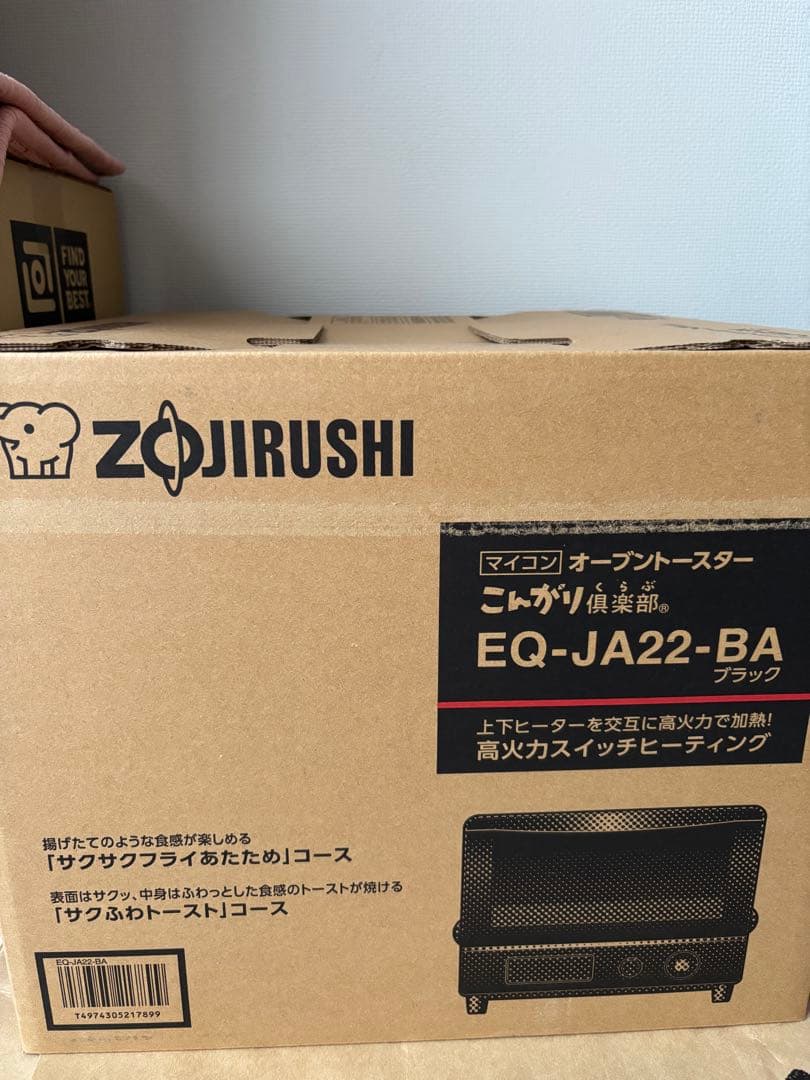 FIND
YOUR
BEST.
ZOJIRUSHI
マイコン オーブントースター
こんがり倶楽部®
くらぶ
EQ-JA22-BA
ブラック
上下ヒーターを交互に高火力で加熱!
高火力スイッチヒーティング
揚げたてのような食感が楽しめる
「サクサクフライあたため」コース
表面はサクッ、中身はふわっとした食感のトーストが焼ける
「サクふわトースト」コース
EQ-JA22-BA
T4974305217899